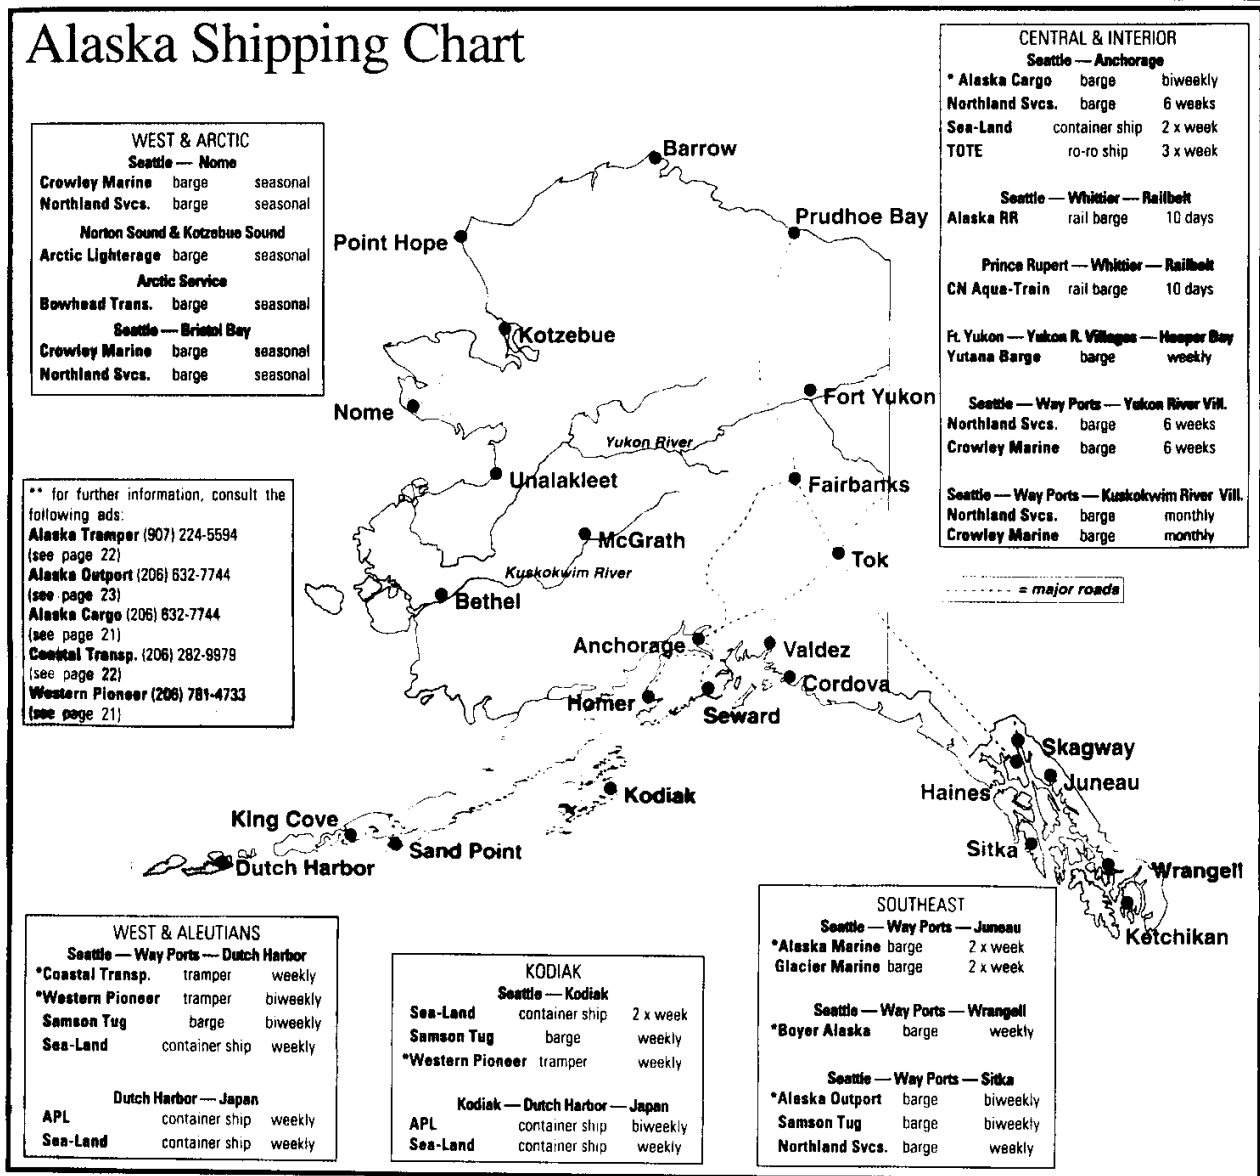 Alaska Shipping Chart
WEST & ARCTIC
Seattle — Nome
Crowley Marine barge seasonal
Northland Svcs. barge seasonal
Norton Sound & Kotzebue Sound
Arctic Lighterage barge seasonal
Arctic Service
Bowhead Trans. barge seasonal
Seattle — Bristol Bay
Crowley Marine barge seasonal
Northland Svcs. barge seasonal
** for further information, consult the
following ads:
Alaska Tramper (907) 224-5594
(see page 22)
Alaska Outport (206) 632-7744
(see page 23)
Alaska Cargo (206) 632-7744
(see page 21)
Coastal Transp. (206) 282-9979
(see page 22)
Western Pioneer (206) 781-4733
(see page 21)
CENTRAL & INTERIOR
Seattle — Anchorage
* Alaska Cargo barge biweekly
Northland Svcs. barge 6 weeks
Sea-Land container ship 2 x week
TOTE ro-ro ship 3 x week
Seattle — Whittier — Railbelt
Alaska RR rail barge 10 days
Prince Rupert — Whittier — Railbelt
CN Aqua-Train rail barge 10 days
Ft. Yukon — Yukon R. Villages — Hooper Bay
Yutana Barge barge weekly
Seattle — Way Ports — Yukon River Vill.
Northland Svcs. barge 6 weeks
Crowley Marine barge 6 weeks
Seattle — Way Ports — Kuskokwim River Vill.
Northland Svcs. barge monthly
Crowley Marine barge monthly
= major roads
Barrow
Prudhoe Bay
Point Hope
Kotzebue
Nome
Fort Yukon
Yukon River
Unalakleet
Fairbanks
McGrath
Tok
Kuskokwim River
Bethel
Anchorage
Valdez
Cordova
Homer
Seward
Skagway
Juneau
Haines
Kodiak
King Cove
Sand Point
Dutch Harbor
Sitka
Wrangell
Ketchikan
WEST & ALEUTIANS
Seattle — Way Ports — Dutch Harbor
*Coastal Transp. tramper weekly
*Western Pioneer tramper biweekly
Samson Tug barge biweekly
Sea-Land container ship weekly
Dutch Harbor — Japan
APL container ship weekly
Sea-Land container ship weekly
KODIAK
Seattle — Kodiak
Sea-Land container ship 2 x week
Samson Tug barge weekly
*Western Pioneer tramper weekly
Kodiak — Dutch Harbor — Japan
APL container ship biweekly
Sea-Land container ship weekly
SOUTHEAST
Seattle — Way Ports — Juneau
*Alaska Marine barge 2 x week
Glacier Marine barge 2 x week
Seattle — Way Ports — Wrangell
*Boyer Alaska barge weekly
Seattle — Way Ports — Sitka
*Alaska Outport barge biweekly
Samson Tug barge biweekly
Northland Svcs. barge weekly